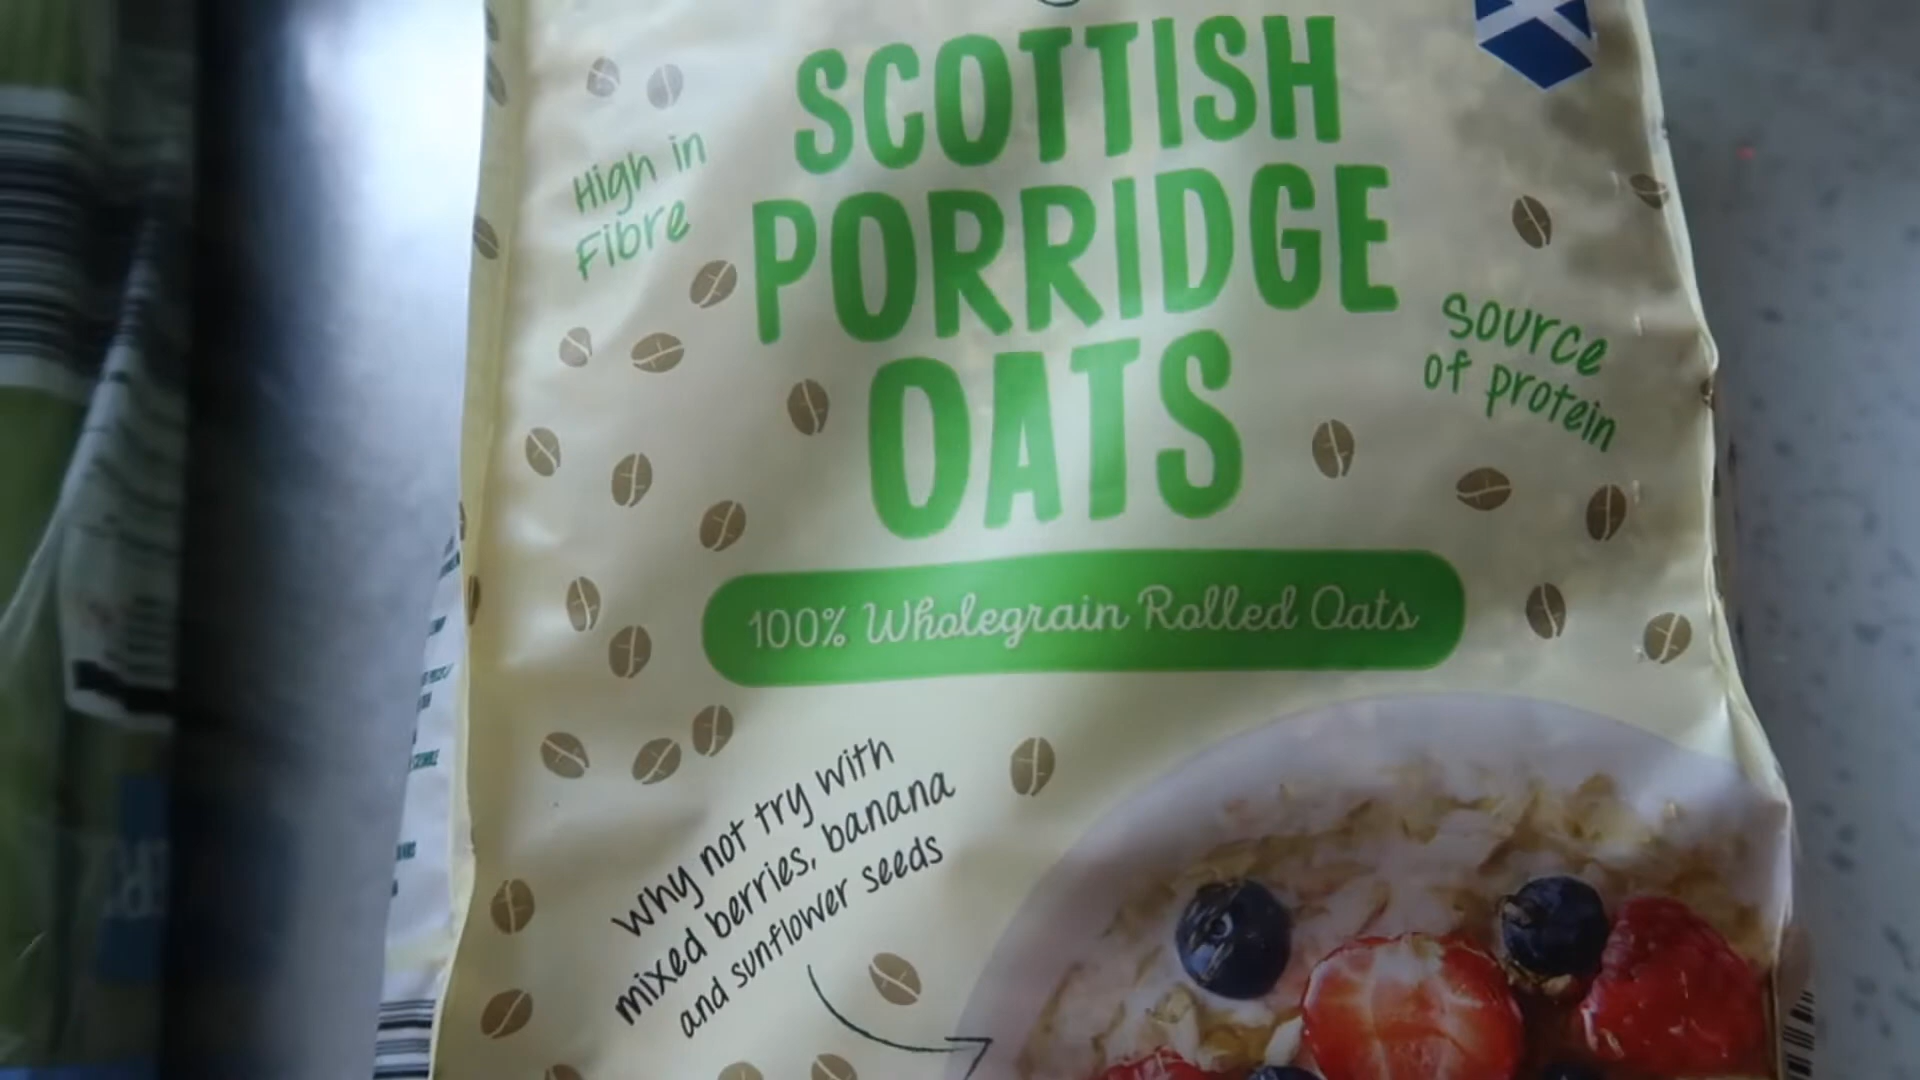 SCOTTISH
PORRIDGE
OATS
High in
Fibre
Source
of protein
100% Wholegrain Rolled Oats
Why not try with
mixed berries, banana
and sunflower seeds